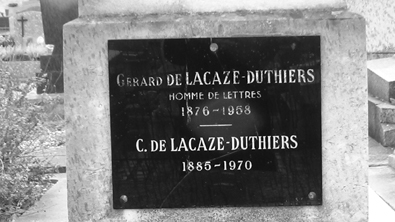 GERARD DE LACAZE-DUTHIERS
HOMME DE LETTRES
1876-1958
C. DE LACAZE-DUTHIERS
1885-1970